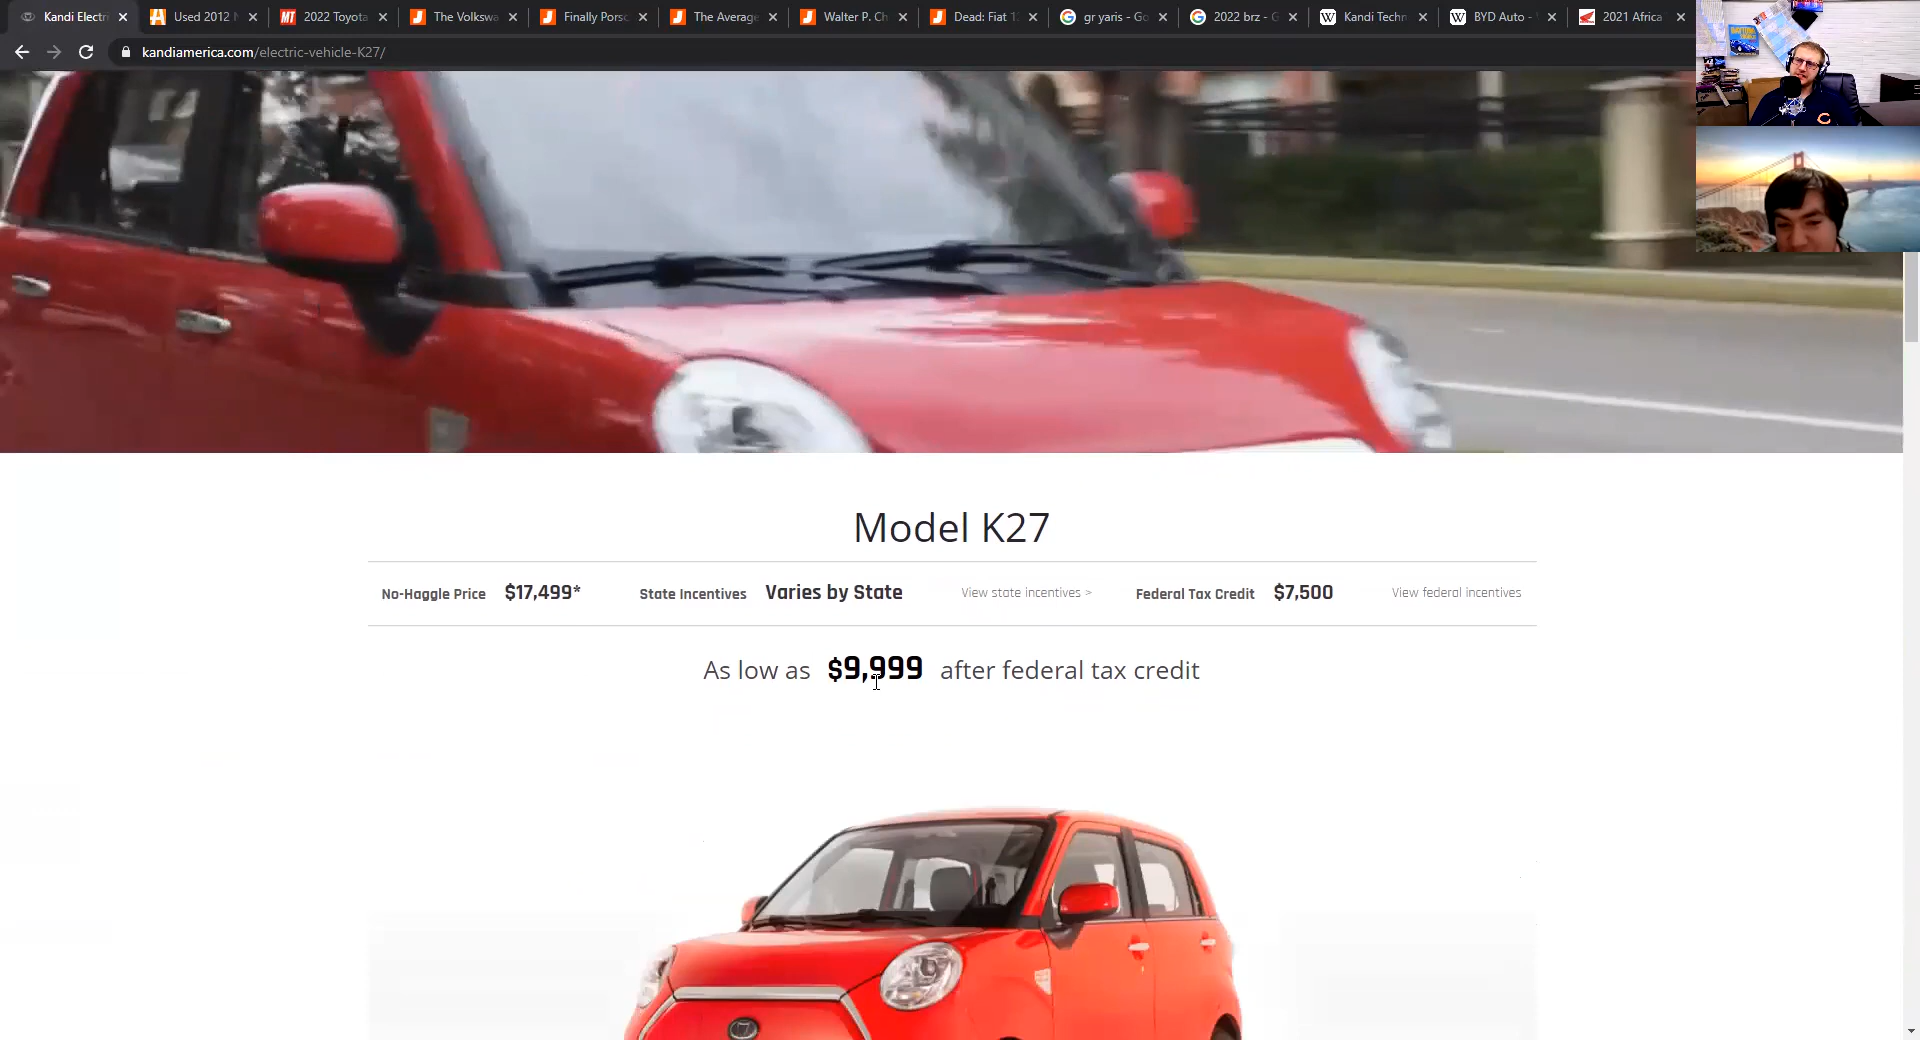 Kandi Electri
Used 2012
2022 Toyota
The Volkswa
Finally Pors
The Average
Walter P. Ch
Dead: Fiat 1
gr yaris - Go
2022 brz - G
Kandi Techn
BYD Auto -
2021 Africa
kandiamerica.com/electric-vehicle-K27/
Model K27
No-Haggle Price $17,499* State Incentives Varies by State View state incentives > Federal Tax Credit $7,500 View federal incentives
As low as $9,999 after federal tax credit